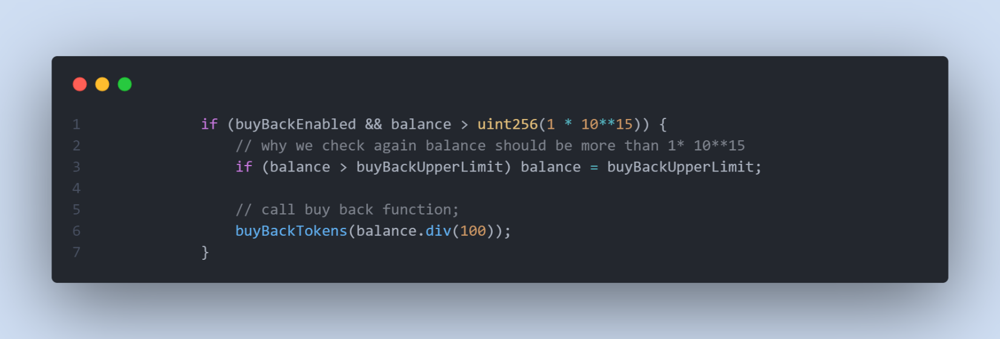 1 if (buyBackEnabled && balance > uint256(1 * 10**15)) {
2 // why we check again balance should be more than 1* 10**15
3 if (balance > buyBackUpperLimit) balance = buyBackUpperLimit;
4
5 // call buy back function;
6 buyBackTokens(balance.div(100));
7 }